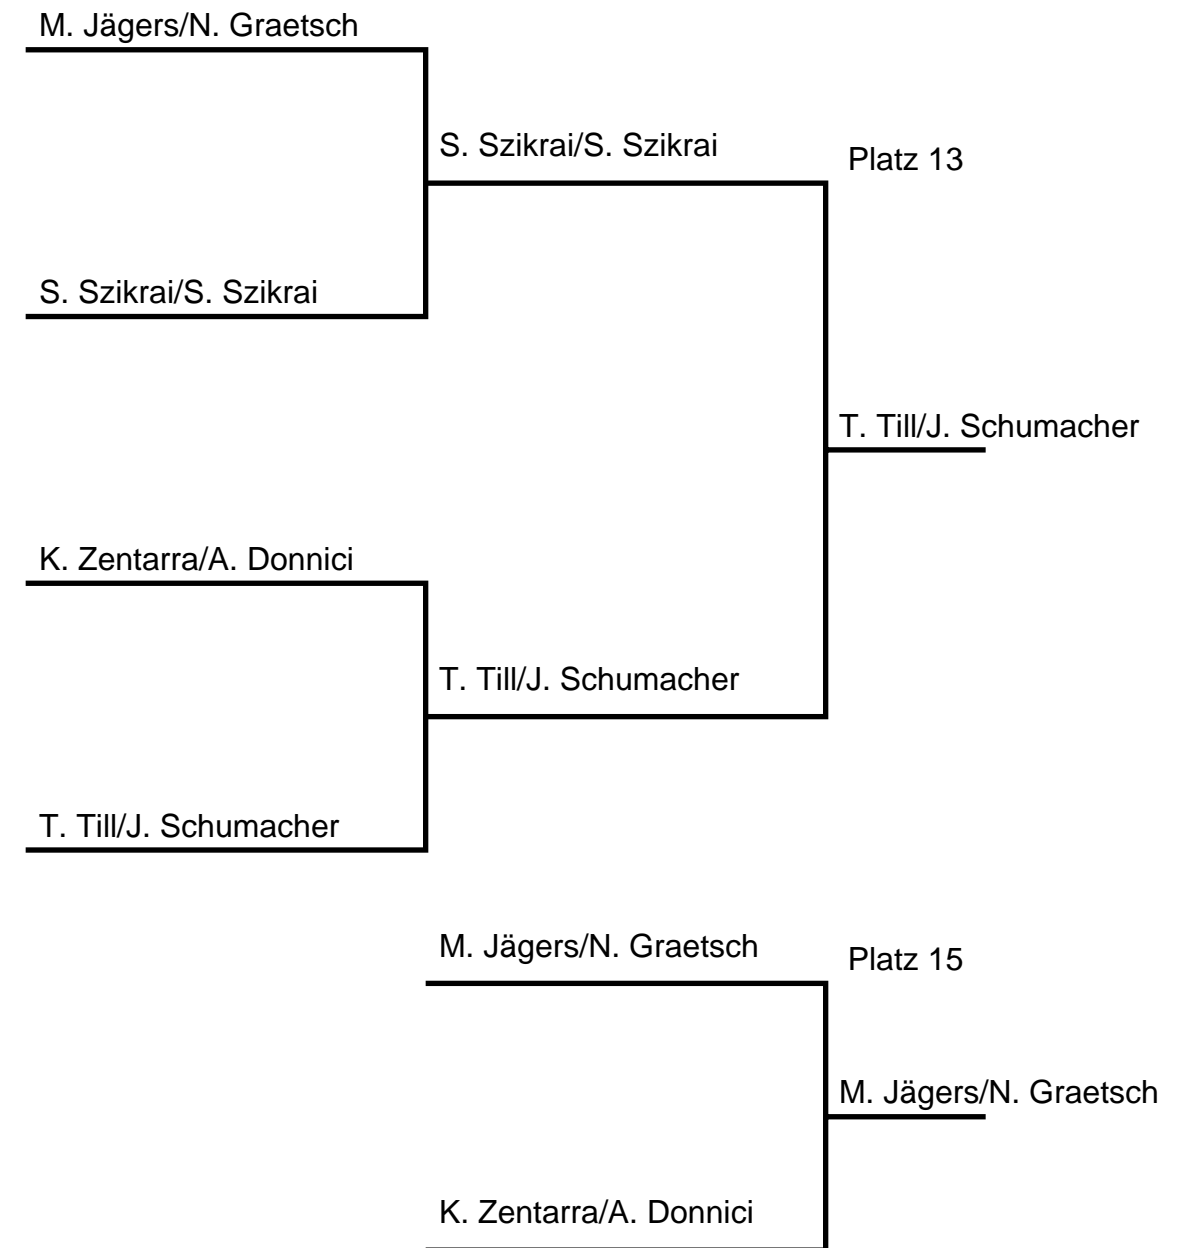 M. Jägers/N. Graetsch
S. Szikrai/S. Szikrai
Platz 13
S. Szikrai/S. Szikrai
T. Till/J. Schumacher
K. Zentarra/A. Donnici
T. Till/J. Schumacher
T. Till/J. Schumacher
M. Jägers/N. Graetsch
Platz 15
M. Jägers/N. Graetsch
K. Zentarra/A. Donnici